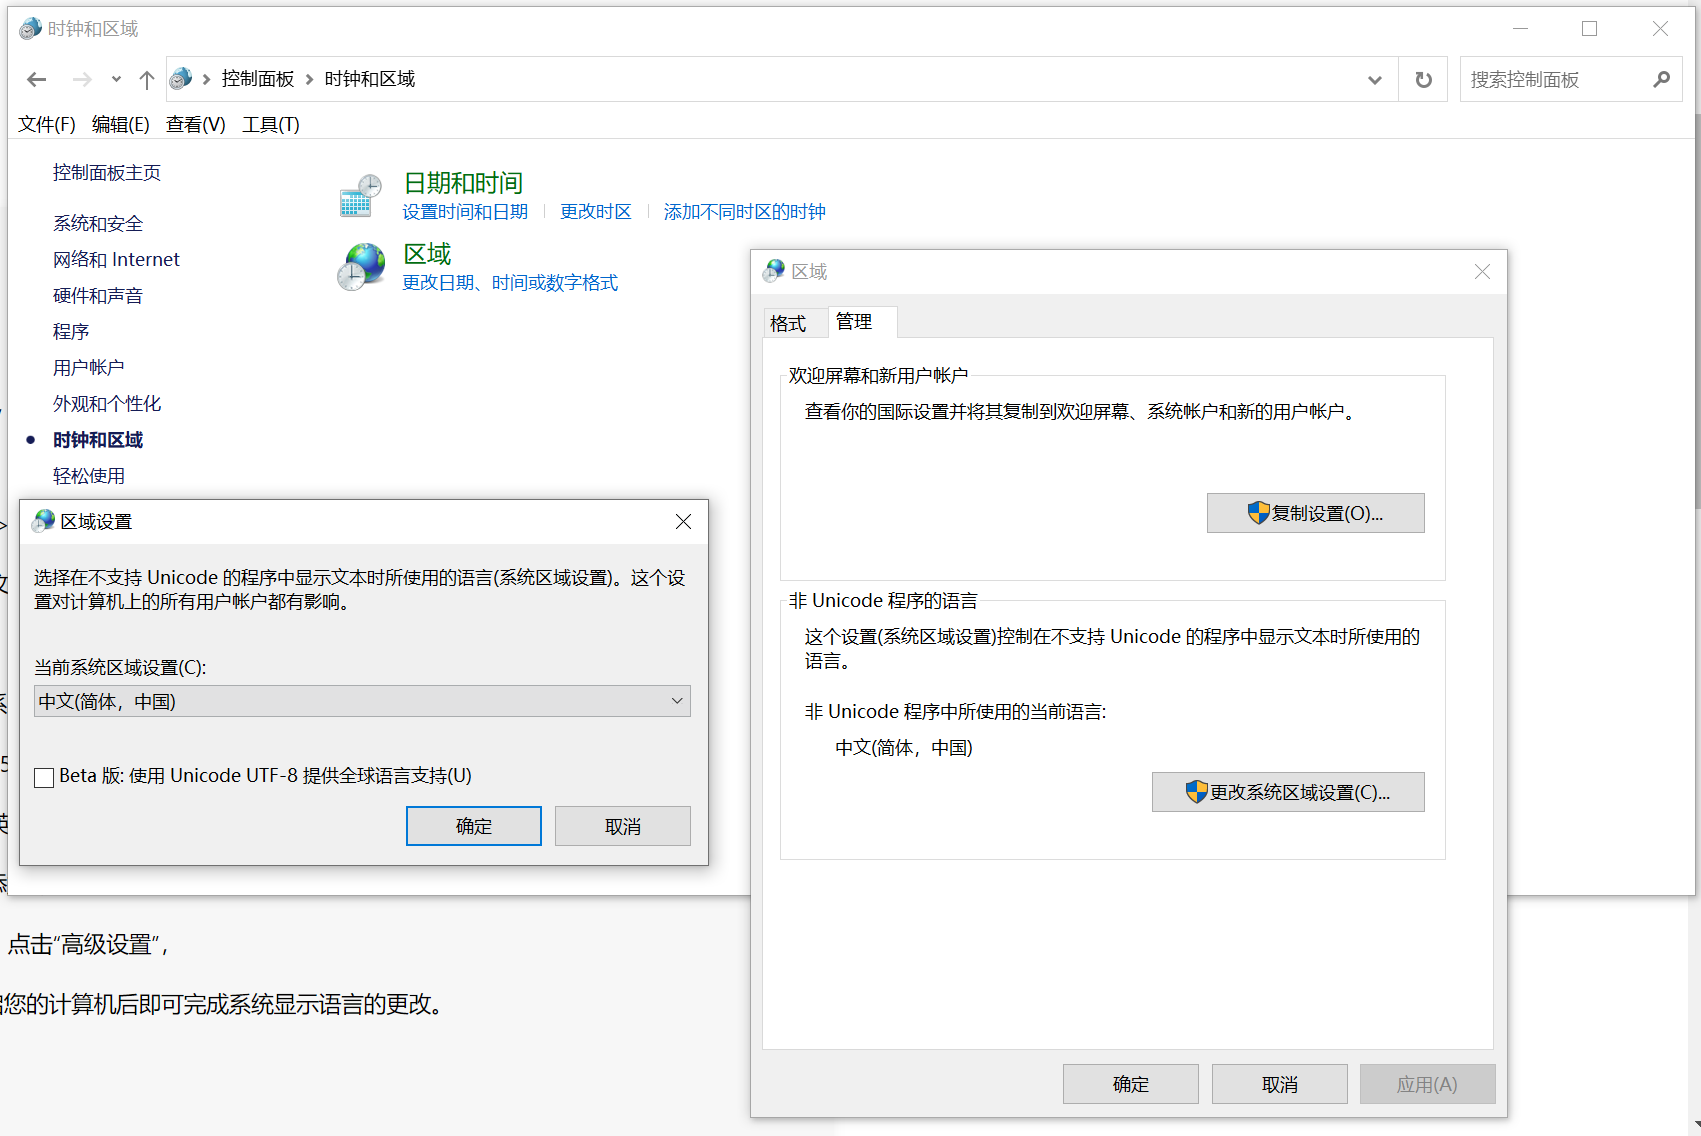 时钟和区域
控制面板 时钟和区域
搜索控制面板
文件(F) 编辑(E) 查看(V) 工具(T)
控制面板主页
系统和安全
网络和 Internet
硬件和声音
程序
用户帐户
外观和个性化
时钟和区域
轻松使用
日期和时间
设置时间和日期 更改时区 添加不同时区的时钟
区域
更改日期、时间或数字格式
区域设置
选择在不支持 Unicode 的程序中显示文本时所使用的语言(系统区域设置)。这个设
置对计算机上的所有用户帐户都有影响。
当前系统区域设置(C):
中文(简体，中国)
Beta 版: 使用 Unicode UTF-8 提供全球语言支持(U)
确定 取消
区域
格式 管理
欢迎屏幕和新用户帐户
查看你的国际设置并将其复制到欢迎屏幕、系统帐户和新的用户帐户。
复制设置(O)...
非 Unicode 程序的语言
这个设置(系统区域设置)控制在不支持 Unicode 的程序中显示文本时所使用的
语言。
非 Unicode 程序中所使用的当前语言:
中文(简体，中国)
更改系统区域设置(C)...
确定 取消 应用(A)
点击“高级设置”,
您的计算机后即可完成系统显示语言的更改。